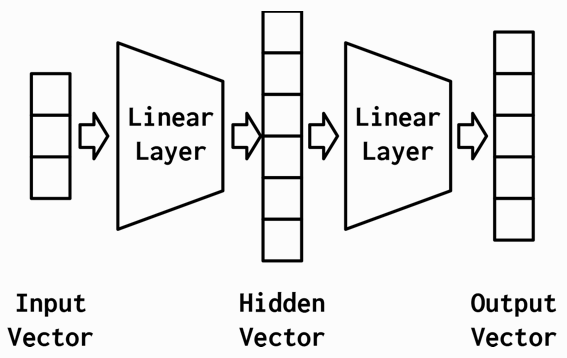 Linear
Layer
Linear
Layer
Input
Vector
Hidden
Vector
Output
Vector